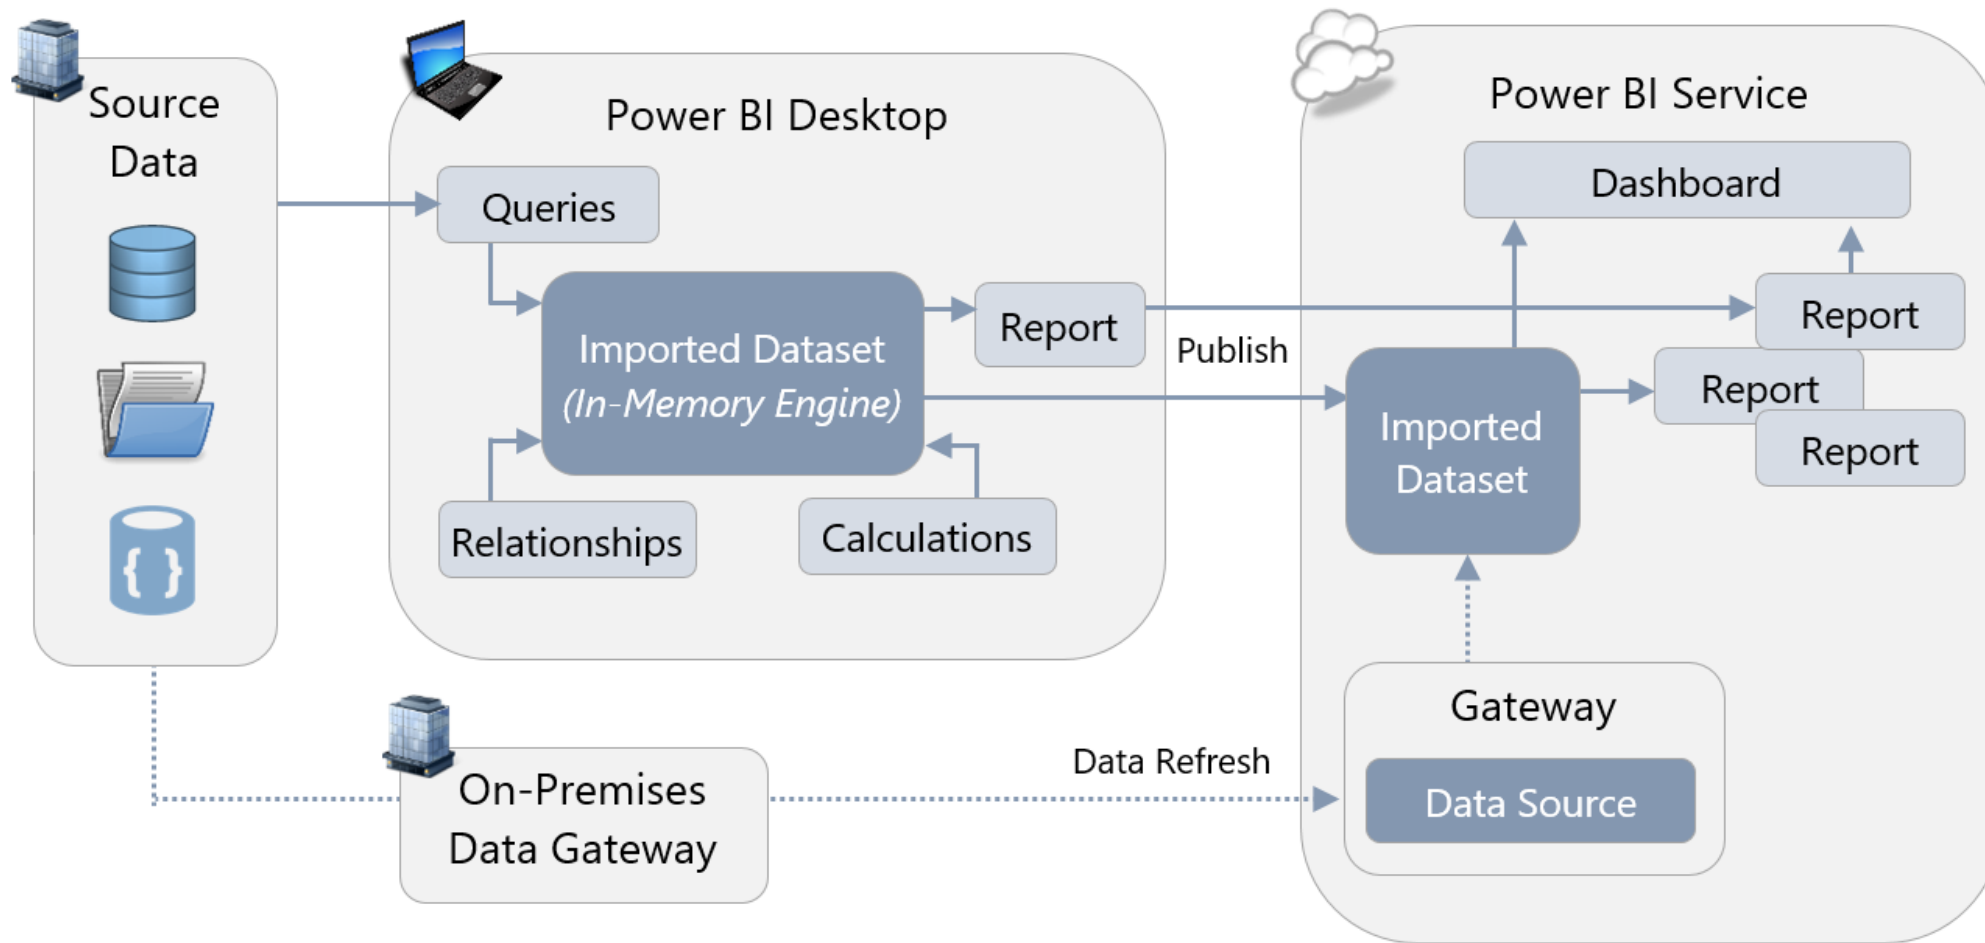 Source
Data
Power BI Desktop
Queries
Imported Dataset
(In-Memory Engine)
Report
Relationships
Calculations
Publish
Power BI Service
Dashboard
Report
Report
Report
Imported
Dataset
Gateway
Data Source
On-Premises
Data Gateway
Data Refresh
{ }